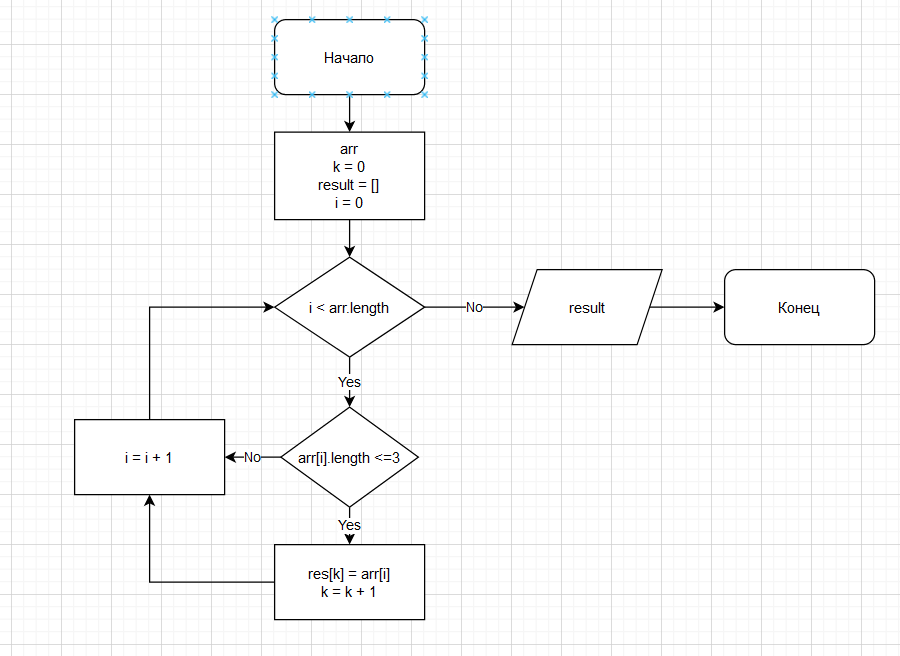 Начало
arr
k = 0
result = []
i = 0
i < arr.length
No
result
Конец
Yes
i = i + 1
No
arr[i].length <=3
Yes
res[k] = arr[i]
k = k + 1